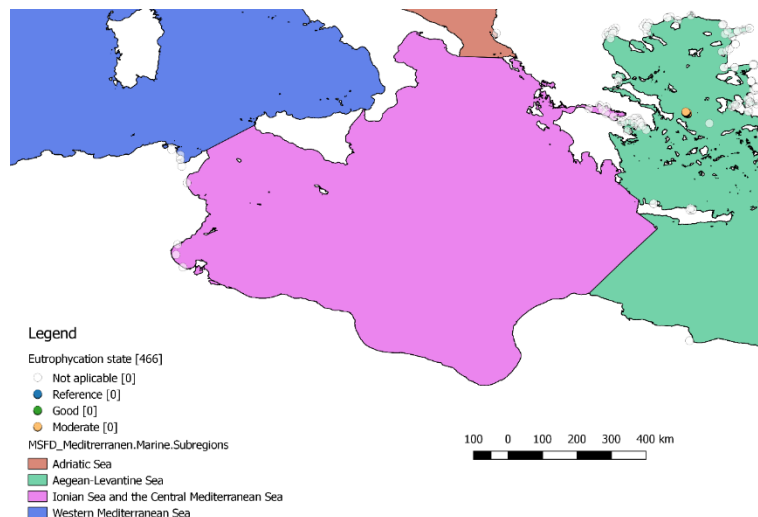 Legend
Eutrophycation state [466]
Not aplicable [0]
Reference [0]
Good [0]
Moderate [0]
MSFD_Meditrerranen.Marine.Subregions
Adriatic Sea
Aegean-Levantine Sea
Ionian Sea and the Central Mediterranean Sea
Western Mediterranean Sea
100 0 100 200 300 400 km